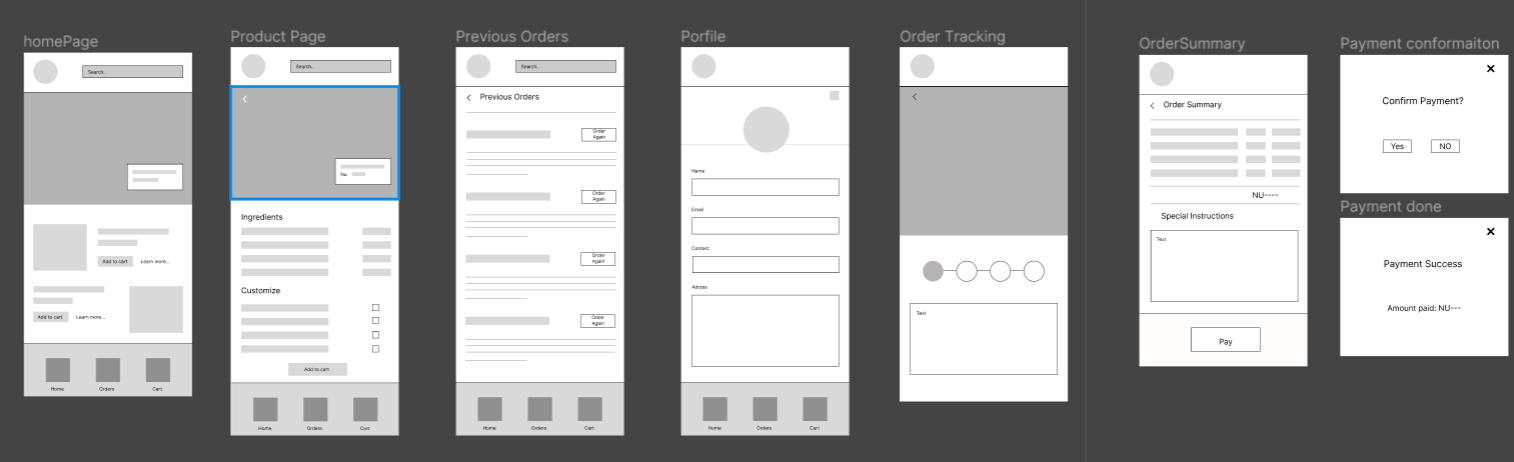 homePage
Search..
Add to cart
Learn more...
Add to cart
Learn more...
Home
Orders
Cart
Product Page
Search..
Nu.
Ingredients
Customize
Add to cart
Home
Orders
Cart
Previous Orders
Search..
Previous Orders
Order
Again
Order
Again
Order
Again
Order
Again
Home
Orders
Cart
Porfile
Name
Email
Contact
Adress
Home
Orders
Cart
Order Tracking
Text
OrderSummary
Order Summary
NU----
Special Instructions
Text
Pay
Payment conformaiton
Confirm Payment?
Yes
NO
Payment done
Payment Success
Amount paid: NU---